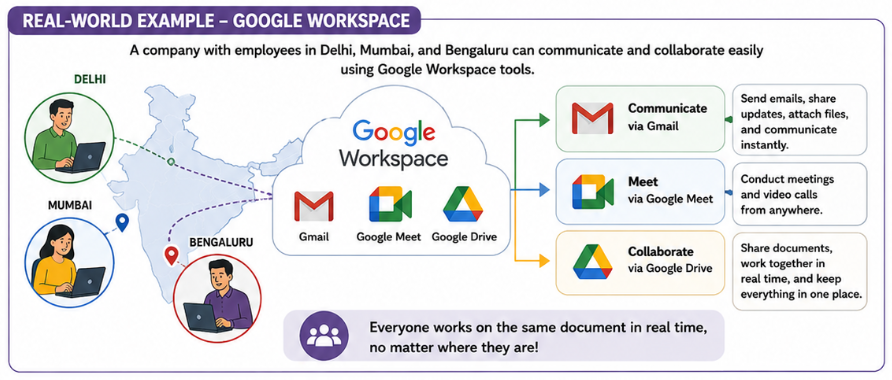 REAL-WORLD EXAMPLE – GOOGLE WORKSPACE
A company with employees in Delhi, Mumbai, and Bengaluru can communicate and collaborate easily
using Google Workspace tools.
DELHI
MUMBAI
BENGALURU
Google
Workspace
Gmail
Google Meet
Google Drive
Communicate
via Gmail
Send emails, share
updates, attach files,
and communicate
instantly.
Meet
via Google Meet
Conduct meetings
and video calls
from anywhere.
Collaborate
via Google Drive
Share documents,
work together in
real time, and keep
everything in one place.
Everyone works on the same document in real time,
no matter where they are!